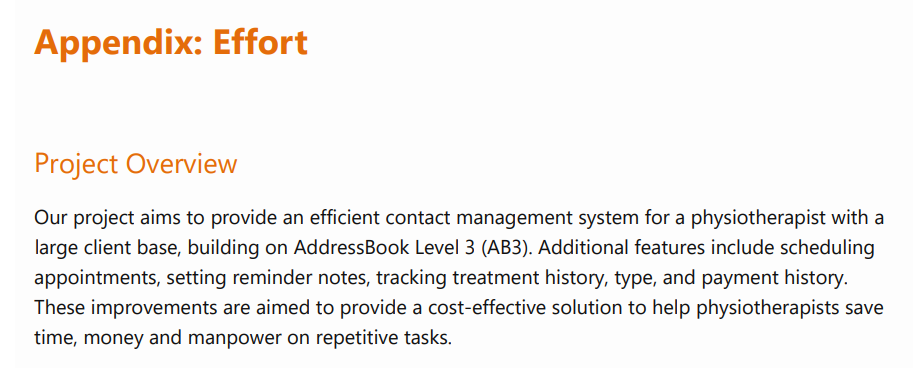 Appendix: Effort
Project Overview
Our project aims to provide an efficient contact management system for a physiotherapist with a
large client base, building on AddressBook Level 3 (AB3). Additional features include scheduling
appointments, setting reminder notes, tracking treatment history, type, and payment history.
These improvements are aimed to provide a cost-effective solution to help physiotherapists save
time, money and manpower on repetitive tasks.